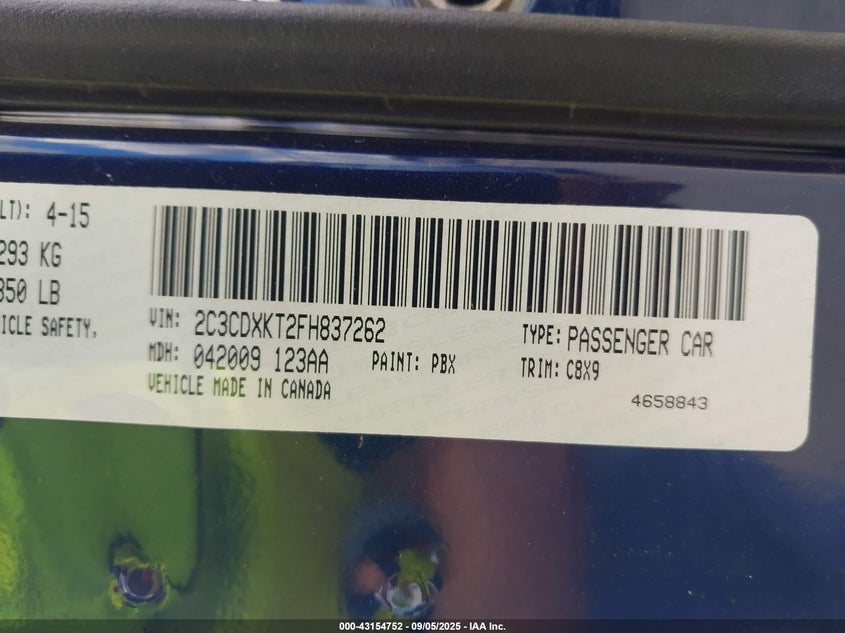 LT): 4-15
293 KG
850 LB
ICLE SAFETY,
VIN: 2C3CDXKT2FH837262
TYPE: PASSENGER CAR
MDH: 042009 123AA
PAINT: PBX
TRIM: C8X9
VEHICLE MADE IN CANADA
4658843
000-43154752 - 09/05/2025 - IAA Inc.